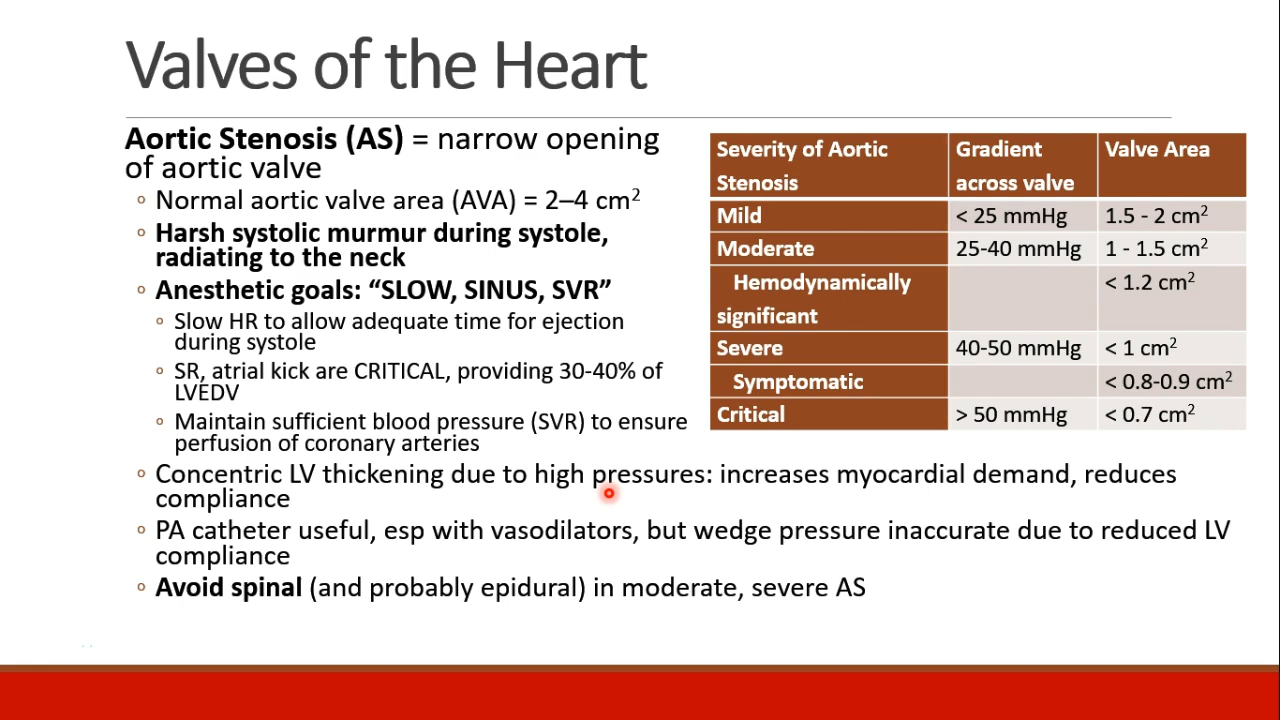 Valves of the Heart
Aortic Stenosis (AS) = narrow opening
of aortic valve
◦ Normal aortic valve area (AVA) = 2–4 cm²
◦ Harsh systolic murmur during systole,
radiating to the neck
◦ Anesthetic goals: “SLOW, SINUS, SVR”
◦ Slow HR to allow adequate time for ejection
during systole
◦ SR, atrial kick are CRITICAL, providing 30-40% of
LVEDV
◦ Maintain sufficient blood pressure (SVR) to ensure
perfusion of coronary arteries
◦ Concentric LV thickening due to high pressures: increases myocardial demand, reduces
compliance
◦ PA catheter useful, esp with vasodilators, but wedge pressure inaccurate due to reduced LV
compliance
◦ Avoid spinal (and probably epidural) in moderate, severe AS
Severity of Aortic Gradient Valve Area
Stenosis across valve
Mild < 25 mmHg 1.5 - 2 cm²
Moderate 25-40 mmHg 1 - 1.5 cm²
Hemodynamically < 1.2 cm²
significant
Severe 40-50 mmHg < 1 cm²
Symptomatic < 0.8-0.9 cm²
Critical > 50 mmHg < 0.7 cm²